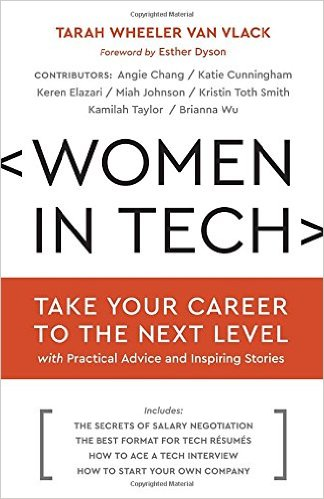 TARAH WHEELER VAN VLACK
Foreword by Esther Dyson
CONTRIBUTORS: Angie Chang / Katie Cunningham
Keren Elazari / Miah Johnson / Kristin Toth Smith
Kamilah Taylor / Brianna Wu
<WOMEN
IN TECH>
TAKE YOUR CAREER
TO THE NEXT LEVEL
with Practical Advice and Inspiring Stories
Includes:
THE SECRETS OF SALARY NEGOTIATION
THE BEST FORMAT FOR TECH RÉSUMÉS
HOW TO ACE A TECH INTERVIEW
HOW TO START YOUR OWN COMPANY